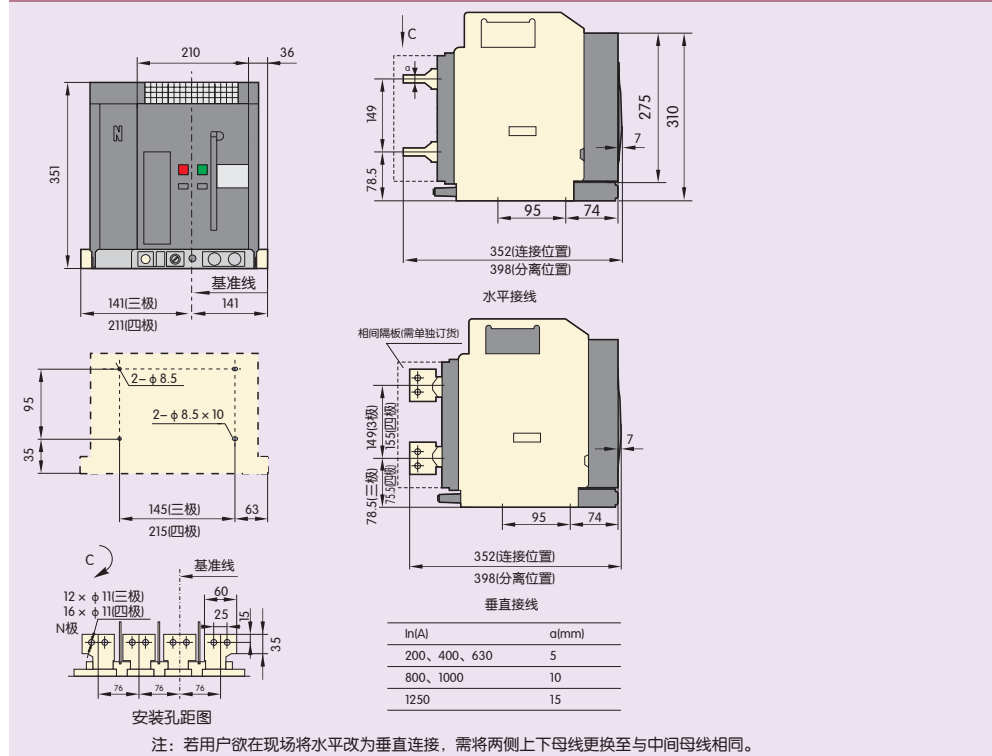 210
36
351
基准线
141(三极)
141
211(四极)
C
a
149
78.5
275
310
7
95
74
352(连接位置)
398(分离位置)
水平接线
2-φ8.5
2-φ8.5×10
95
35
145(三极)
63
215(四极)
相间隔板(需单独订货)
149(3极)
155(四极)
78.5(三极)
75.5(四极)
7
95
74
352(连接位置)
398(分离位置)
垂直接线
C
基准线
12×φ11(三极)
16×φ11(四极)
N极
60
25
15
35
76
76
76
安装孔距图
In(A) a(mm)
200、400、630 5
800、1000 10
1250 15
注：若用户欲在现场将水平改为垂直连接，需将两侧上下母线更换至与中间母线相同。